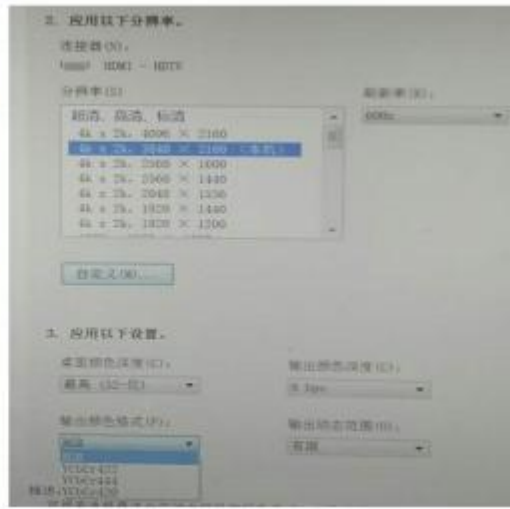 2. 应用以下分辨率。
连接器(N):
HDMI - HDTV
分辨率(S)
刷新率(R):
超清、高清、标清
60Hz
4k x 2k, 4096 × 2160
4k x 2k, 3840 × 2160 (本机)
4k x 2k, 2560 × 1600
4k x 2k, 2560 × 1440
4k x 2k, 2048 × 1536
4k x 2k, 1920 × 1440
4k x 2k, 1920 × 1200
自定义(M)...
3. 应用以下设置。
桌面颜色深度(C):
输出颜色深度(U):
最高 (32-位)
8 bpc
输出颜色格式(F):
输出动态范围(D):
RGB
有限
RGB
YCbCr422
YCbCr444
描述:
YCbCr420